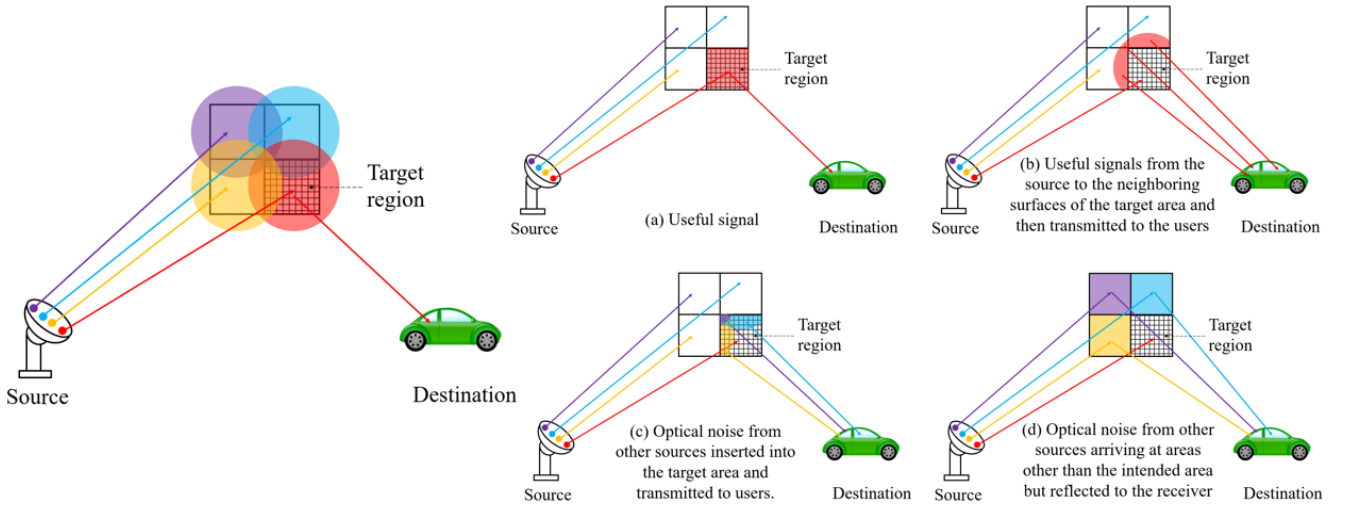 Target
region
Source
Destination
Target
region
Source
(a) Useful signal
Destination
Target
region
(b) Useful signals from the
source to the neighboring
surfaces of the target area and
then transmitted to the users
Source
Destination
Target
region
(c) Optical noise from
other sources inserted into
the target area and
transmitted to users.
Source
Destination
Target
region
(d) Optical noise from other
sources arriving at areas
other than the intended area
but reflected to the receiver
Source
Destination